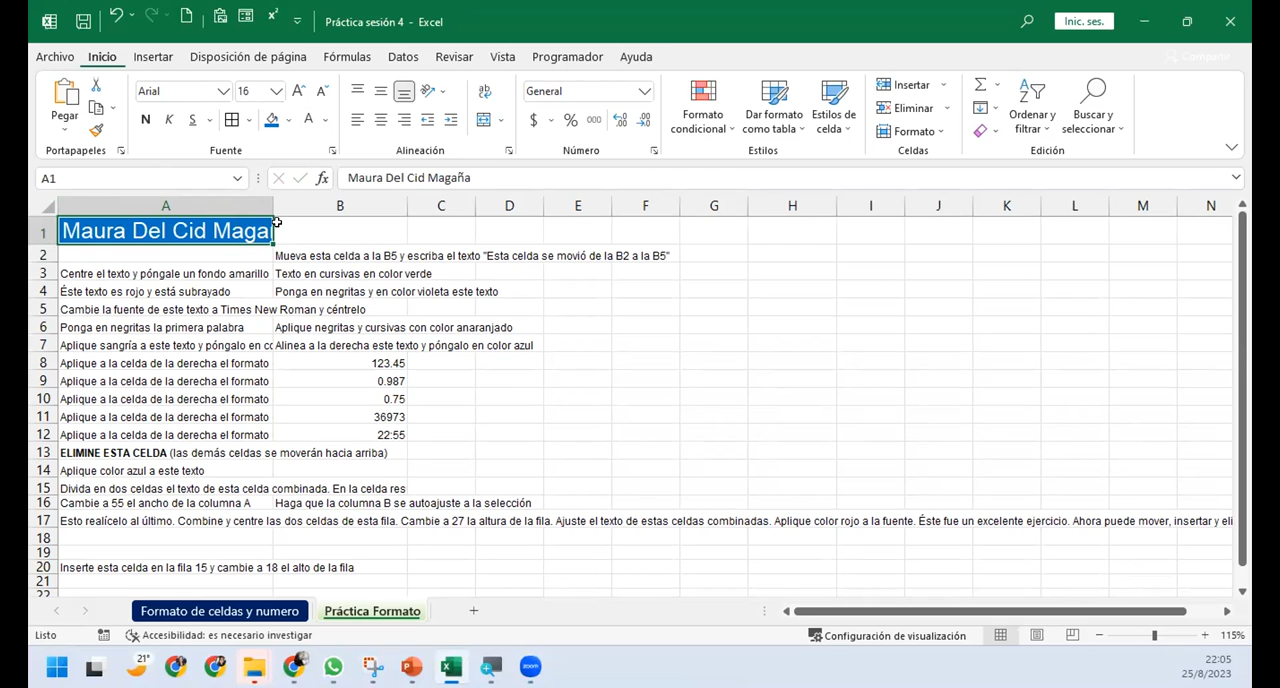 Práctica sesión 4 - Excel
Inic. ses.
Archivo Inicio Insertar Disposición de página Fórmulas Datos Revisar Vista Programador Ayuda
Compartir
Pegar
Portapapeles
Arial 16
N K S
Fuente
Alineación
General
$ % 000
Número
Formato condicional
Dar formato como tabla
Estilos de celda
Estilos
Insertar
Eliminar
Formato
Celdas
Ordenar y filtrar
Buscar y seleccionar
Edición
A1 fx Maura Del Cid Magaña
A B C D E F G H I J K L M N
1 Maura Del Cid Maga
2 Mueva esta celda a la B5 y escriba el texto "Esta celda se movió de la B2 a la B5"
3 Centre el texto y póngale un fondo amarillo Texto en cursivas en color verde
4 Éste texto es rojo y está subrayado Ponga en negritas y en color violeta este texto
5 Cambie la fuente de este texto a Times New Roman y céntrelo
6 Ponga en negritas la primera palabra Aplique negritas y cursivas con color anaranjado
7 Aplique sangría a este texto y póngalo en co Alinea a la derecha este texto y póngalo en color azul
8 Aplique a la celda de la derecha el formato 123.45
9 Aplique a la celda de la derecha el formato 0.987
10 Aplique a la celda de la derecha el formato 0.75
11 Aplique a la celda de la derecha el formato 36973
12 Aplique a la celda de la derecha el formato 22:55
13 ELIMINE ESTA CELDA (las demás celdas se moverán hacia arriba)
14 Aplique color azul a este texto
15 Divida en dos celdas el texto de esta celda combinada. En la celda res
16 Cambie a 55 el ancho de la columna A Haga que la columna B se autoajuste a la selección
17 Esto realícelo al último. Combine y centre las dos celdas de esta fila. Cambie a 27 la altura de la fila. Ajuste el texto de estas celdas combinadas. Aplique color rojo a la fuente. Éste fue un excelente ejercicio. Ahora puede mover, insertar y eli
18
19
20 Inserte esta celda en la fila 15 y cambie a 18 el alto de la fila
21
22
Formato de celdas y numero Práctica Formato
Listo Accesibilidad: es necesario investigar Configuración de visualización 115%
21°
zoom
22:05
25/8/2023